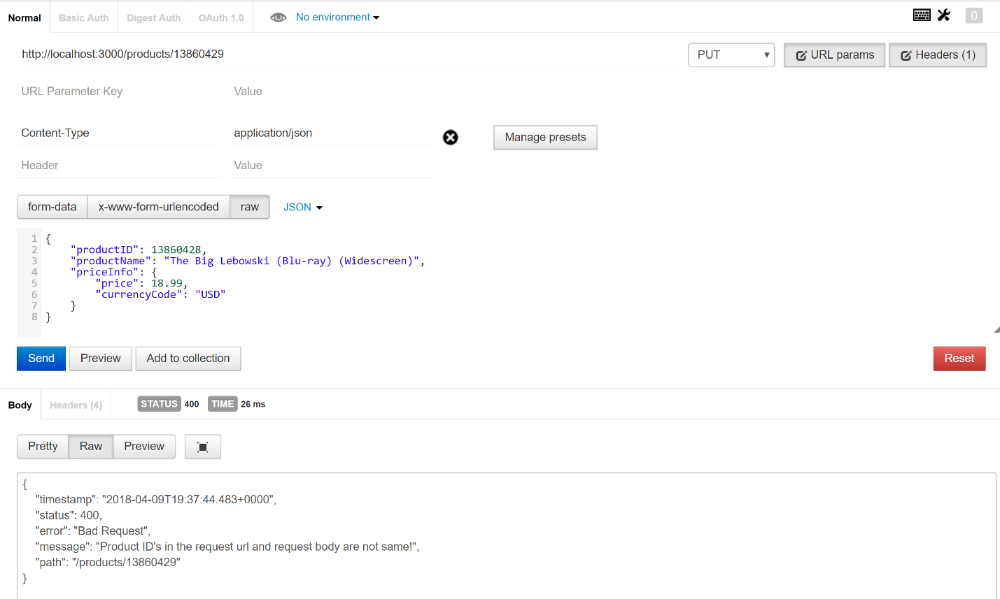 Normal Basic Auth Digest Auth OAuth 1.0 No environment 0
http://localhost:3000/products/13860429 PUT URL params Headers (1)
URL Parameter Key Value
Content-Type application/json Manage presets
Header Value
form-data x-www-form-urlencoded raw JSON
1 {
2 "productID": 13860428,
3 "productName": "The Big Lebowski (Blu-ray) (Widescreen)",
4 "priceInfo": {
5 "price": 18.99,
6 "currencyCode": "USD"
7 }
8 }
Send Preview Add to collection Reset
Body Headers (4) STATUS 400 TIME 26 ms
Pretty Raw Preview
{
"timestamp": "2018-04-09T19:37:44.483+0000",
"status": 400,
"error": "Bad Request",
"message": "Product ID's in the request url and request body are not same!",
"path": "/products/13860429"
}